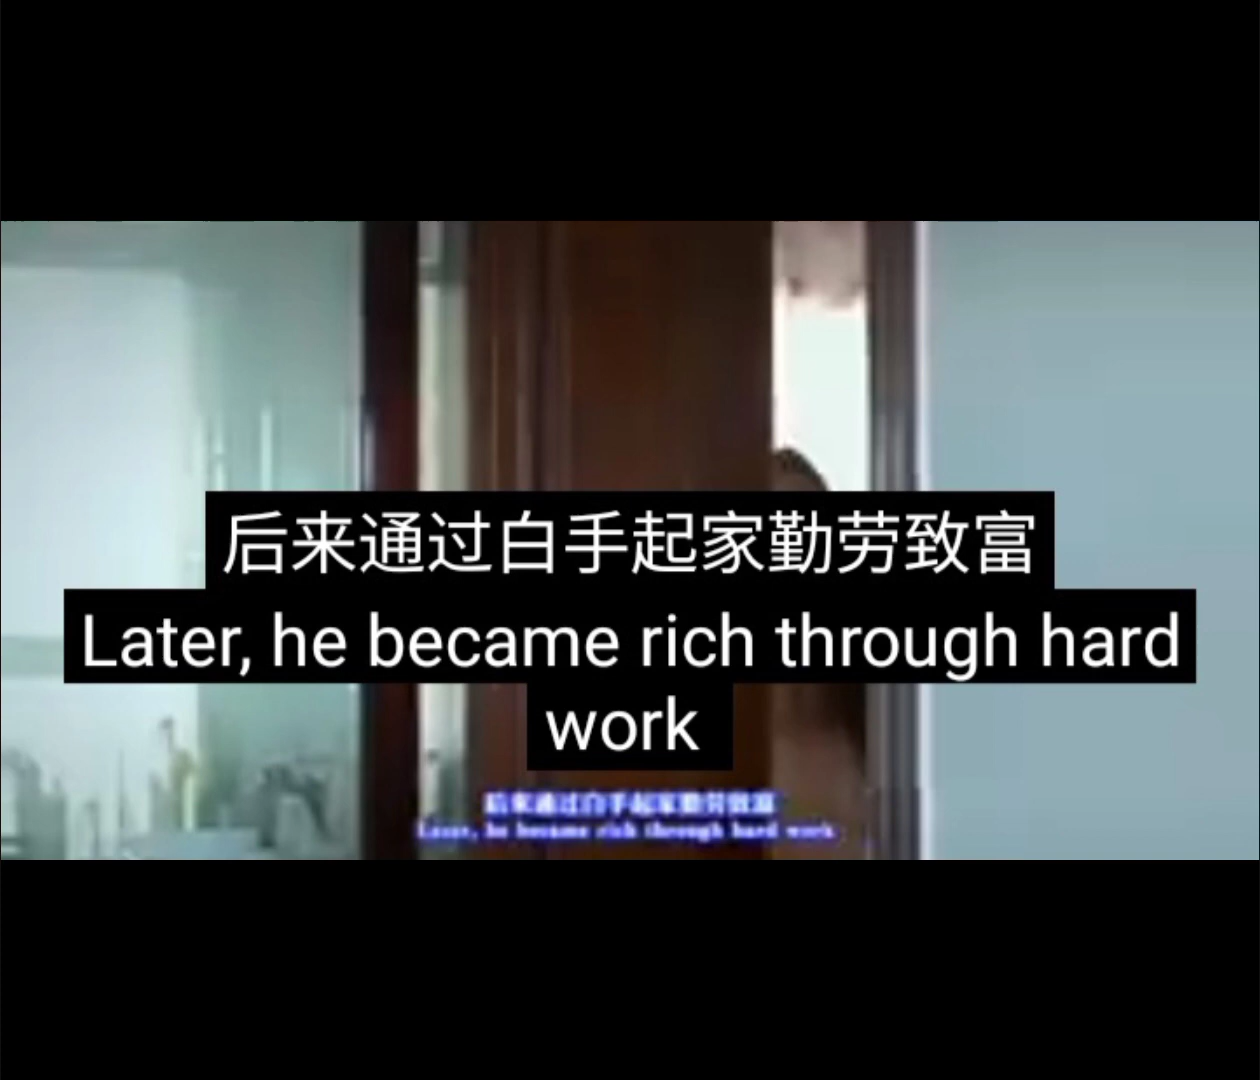 后来通过白手起家勤劳致富
Later, he became rich through hard
work
后来通过白手起家勤劳致富
Later, he became rich through hard work